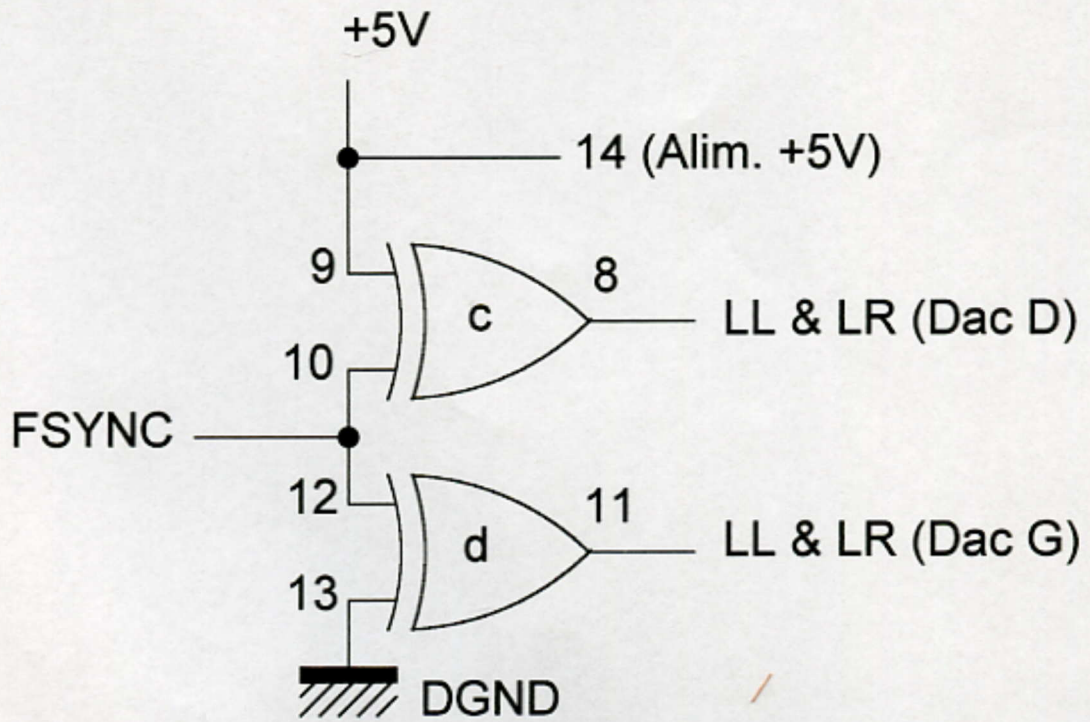 +5V
14 (Alim. +5V)
9
8
c
LL & LR (Dac D)
10
FSYNC
12
11
d
LL & LR (Dac G)
13
DGND